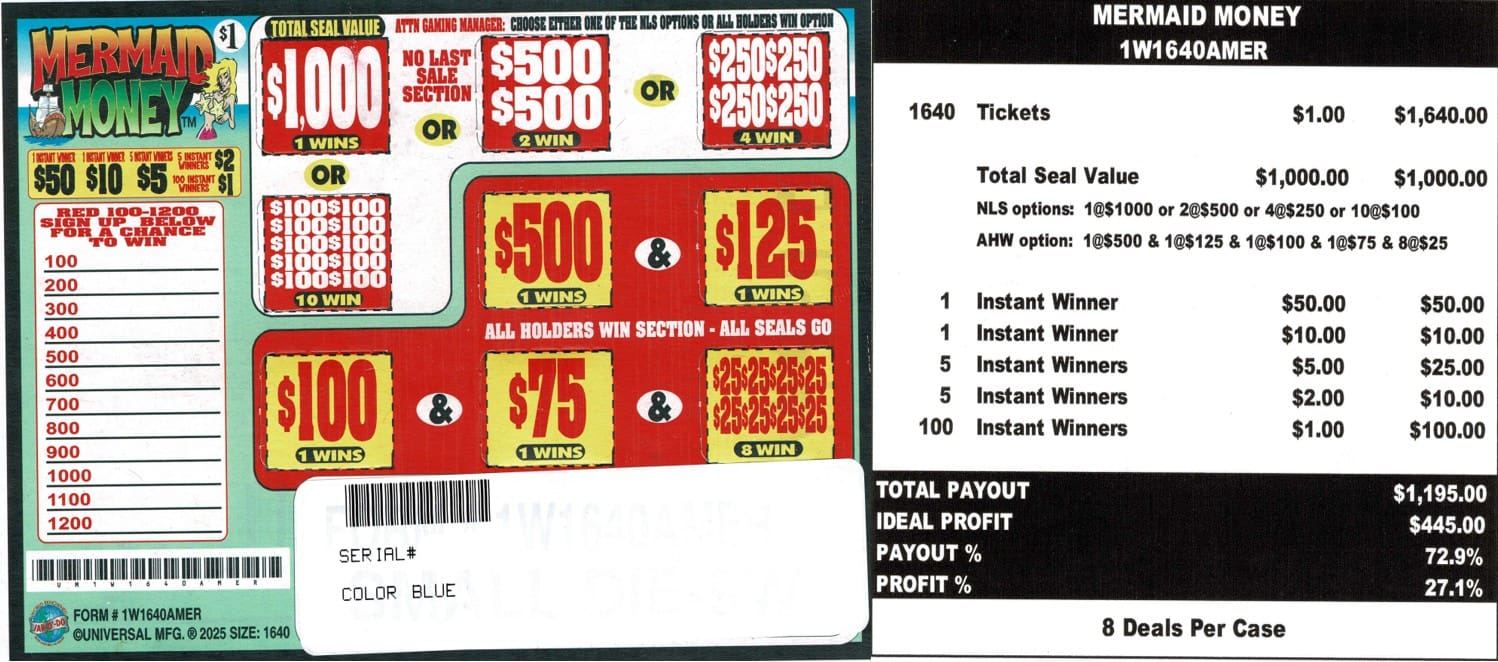 MERMAID
MONEY™
$1
1 INSTANT WINNER $50
1 INSTANT WINNER $10
5 INSTANT WINNERS $5
5 INSTANT WINNERS $2
100 INSTANT WINNERS $1
RED 100-1200
SIGN UP BELOW
FOR A CHANCE
TO WIN
100
200
300
400
500
600
700
800
900
1000
1100
1200
UM1W1640AMER
FORM # 1W1640AMER
©UNIVERSAL MFG. ® 2025 SIZE: 1640
TOTAL SEAL VALUE
ATTN GAMING MANAGER: CHOOSE EITHER ONE OF THE NLS OPTIONS OR ALL HOLDERS WIN OPTION
$1,000
1 WINS
NO LAST
SALE
SECTION
OR
$500
$500
2 WIN
OR
$250$250
$250$250
4 WIN
OR
$100$100
$100$100
$100$100
$100$100
$100$100
10 WIN
$500
1 WINS
&
$125
1 WINS
ALL HOLDERS WIN SECTION - ALL SEALS GO
$100
1 WINS
&
$75
1 WINS
&
$25$25$25$25
$25$25$25$25
8 WIN
SERIAL#
COLOR BLUE
MERMAID MONEY
1W1640AMER
1640 Tickets $1.00 $1,640.00
Total Seal Value $1,000.00 $1,000.00
NLS options: 1@$1000 or 2@$500 or 4@$250 or 10@$100
AHW option: 1@$500 & 1@$125 & 1@$100 & 1@$75 & 8@$25
1 Instant Winner $50.00 $50.00
1 Instant Winner $10.00 $10.00
5 Instant Winners $5.00 $25.00
5 Instant Winners $2.00 $10.00
100 Instant Winners $1.00 $100.00
TOTAL PAYOUT $1,195.00
IDEAL PROFIT $445.00
PAYOUT % 72.9%
PROFIT % 27.1%
8 Deals Per Case